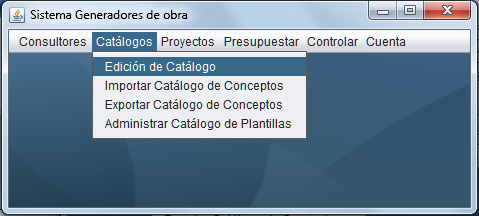 Sistema Generadores de obra
Consultores Catálogos Proyectos Presupuestar Controlar Cuenta
Edición de Catálogo
Importar Catálogo de Conceptos
Exportar Catálogo de Conceptos
Administrar Catálogo de Plantillas